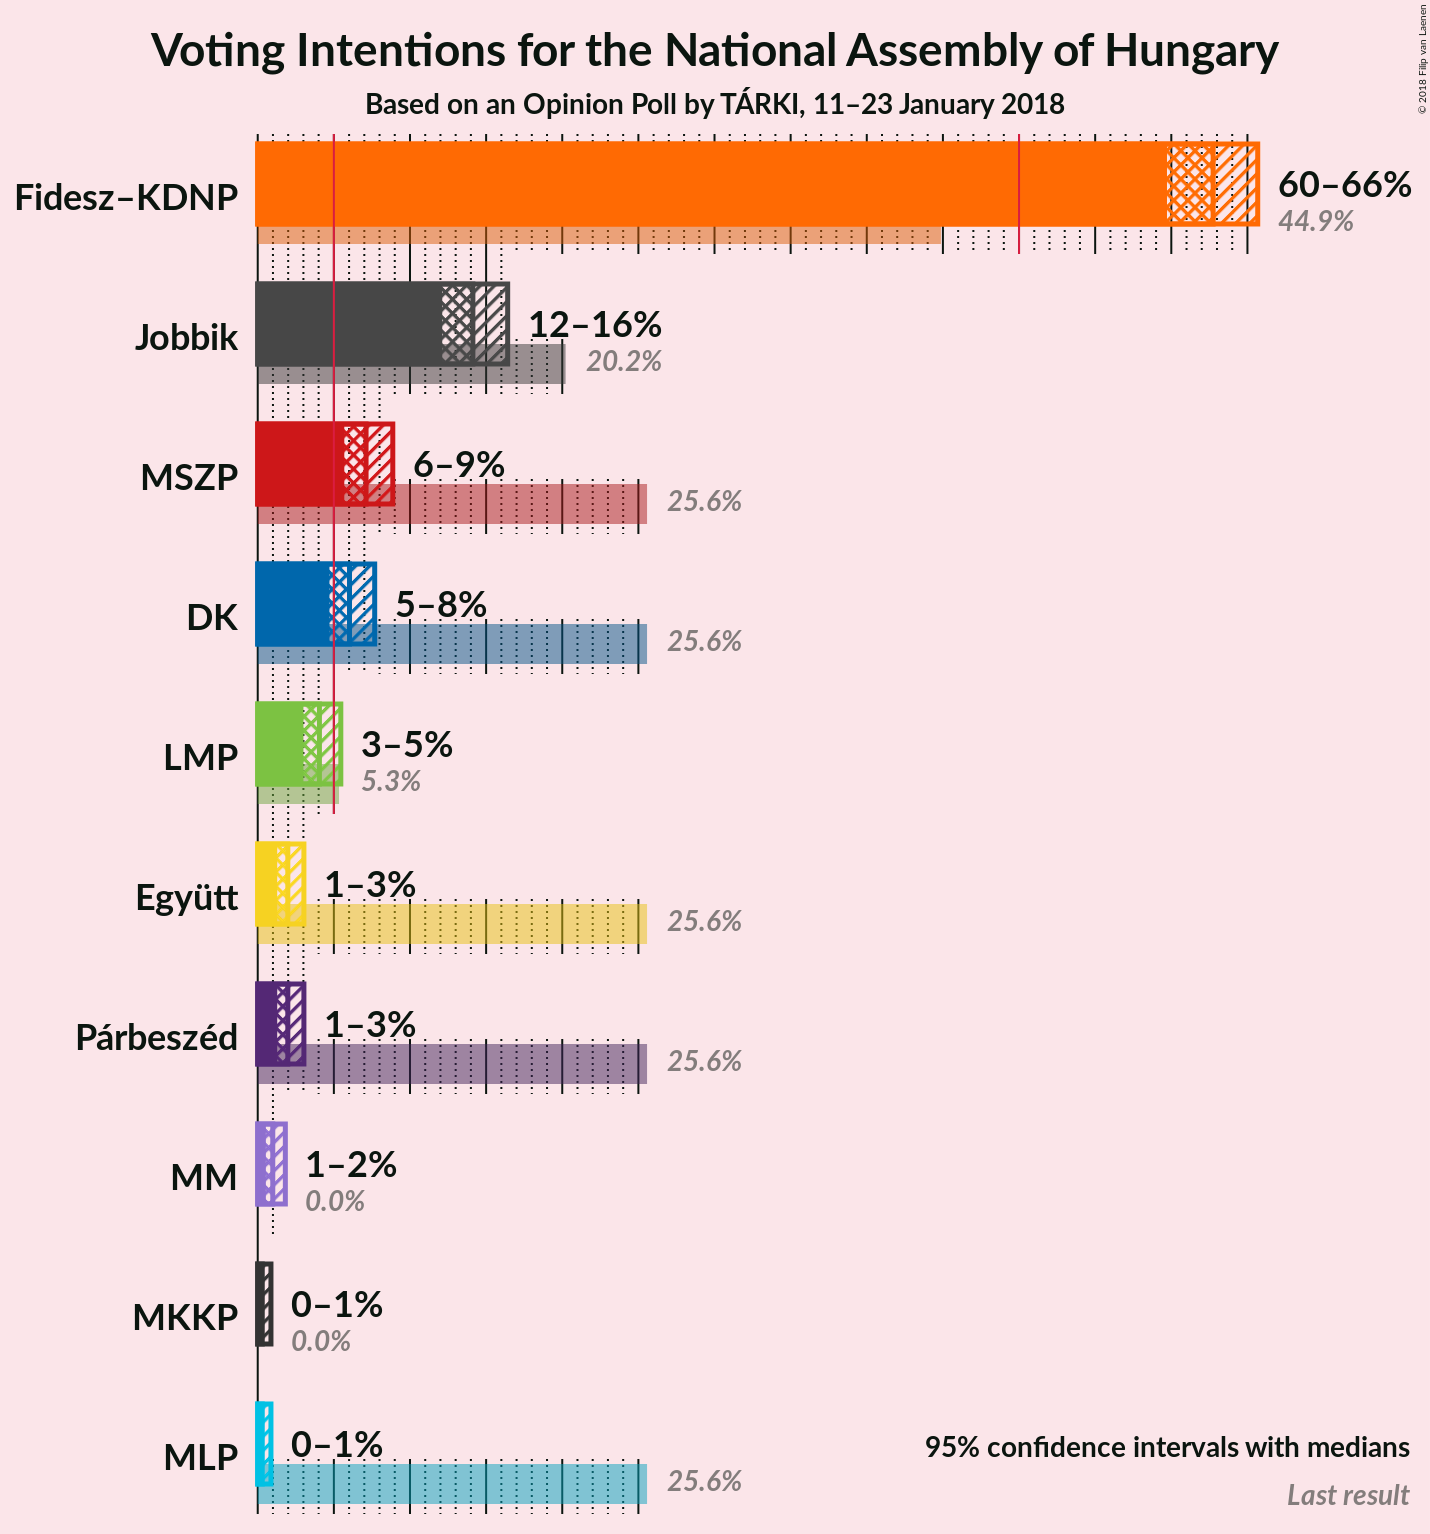 © 2018 Filip van Laenen
Voting Intentions for the National Assembly of Hungary
Based on an Opinion Poll by TÁRKI, 11–23 January 2018
Fidesz–KDNP
60–66%
44.9%
Jobbik
12–16%
20.2%
MSZP
6–9%
25.6%
DK
5–8%
25.6%
LMP
3–5%
5.3%
Együtt
1–3%
25.6%
Párbeszéd
1–3%
25.6%
MM
1–2%
0.0%
MKKP
0–1%
0.0%
MLP
0–1%
25.6%
95% confidence intervals with medians
Last result